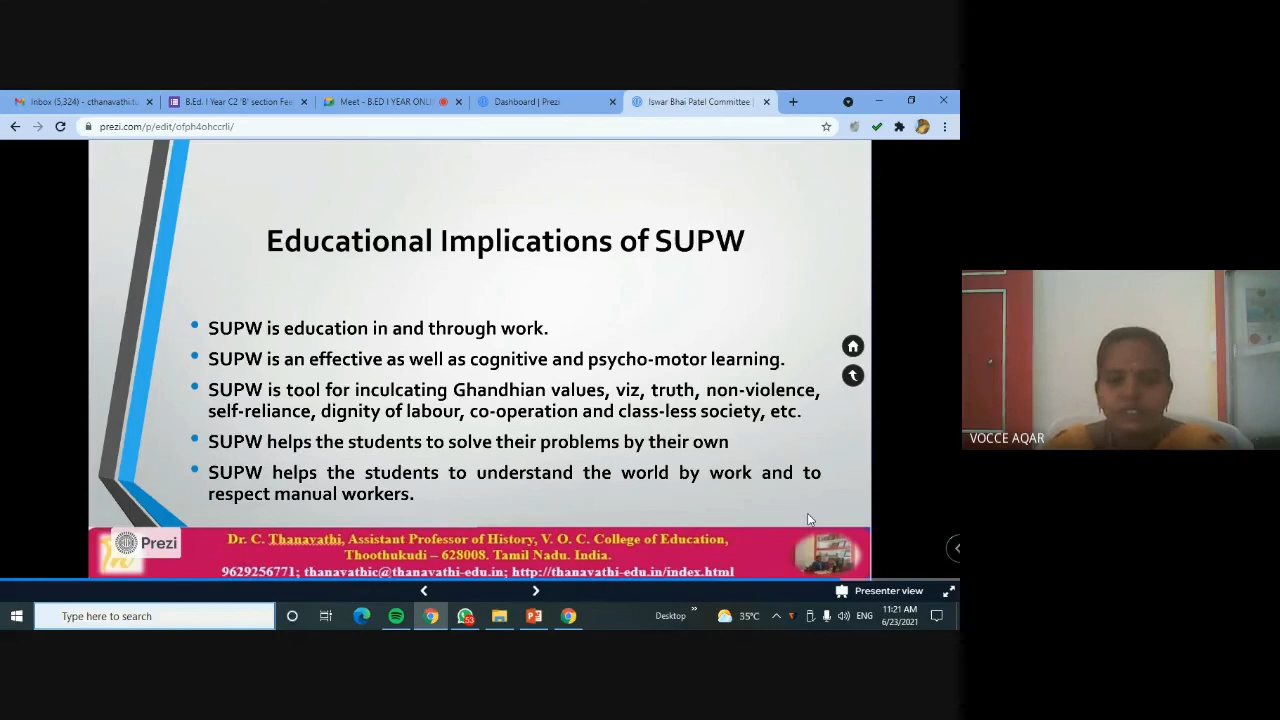 Inbox (5,324) - cthanavathi.t
B.Ed. I Year C2 'B' section Fee
Meet - B.ED I YEAR ONLI
Dashboard | Prezi
Iswar Bhai Patel Committee |
prezi.com/p/edit/ofph4ohccrli/
Educational Implications of SUPW
• SUPW is education in and through work.
• SUPW is an effective as well as cognitive and psycho-motor learning.
• SUPW is tool for inculcating Ghandhian values, viz, truth, non-violence,
self-reliance, dignity of labour, co-operation and class-less society, etc.
• SUPW helps the students to solve their problems by their own
• SUPW helps the students to understand the world by work and to
respect manual workers.
Prezi
Dr. C. Thanavathi, Assistant Professor of History, V. O. C. College of Education,
Thoothukudi – 628008. Tamil Nadu. India.
9629256771; thanavathic@thanavathi-edu.in; http://thanavathi-edu.in/index.html
VOCCE AQAR
Presenter view
Type here to search
53
Desktop
35°C
ENG
11:21 AM
6/23/2021